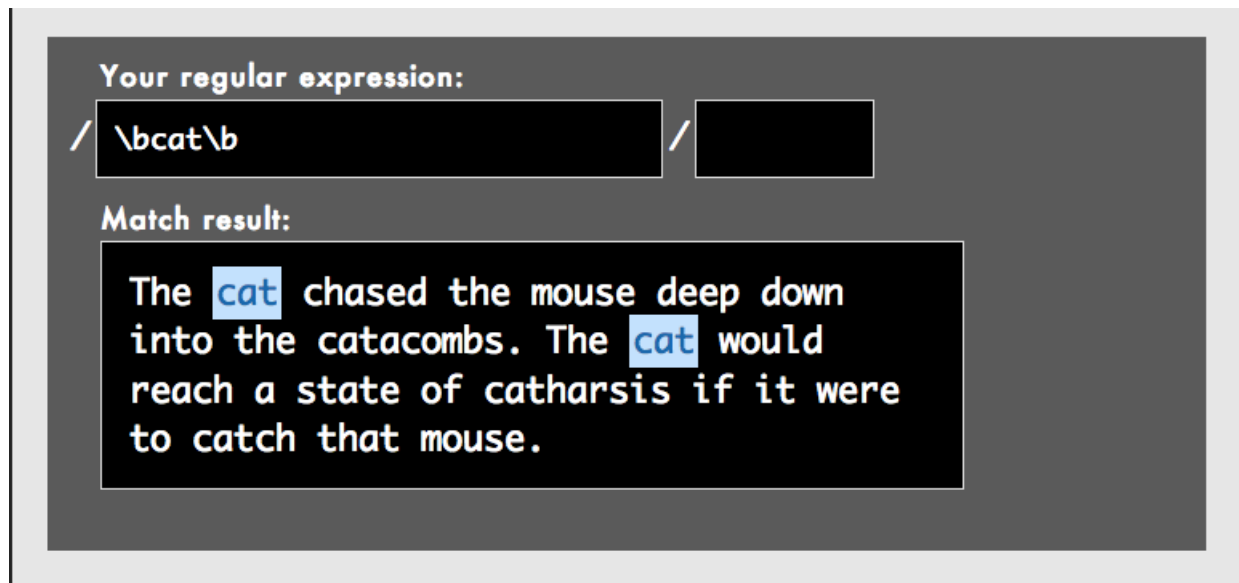 Your regular expression:
/ \bcat\b /
Match result:
The cat chased the mouse deep down
into the catacombs. The cat would
reach a state of catharsis if it were
to catch that mouse.